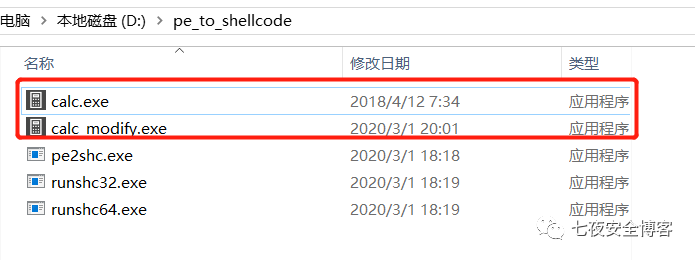 电脑 > 本地磁盘 (D:) > pe_to_shellcode
名称 修改日期 类型
calc.exe 2018/4/12 7:34 应用程序
calc_modify.exe 2020/3/1 20:01 应用程序
pe2shc.exe 2020/3/1 18:18 应用程序
runshc32.exe 2020/3/1 18:19 应用程序
runshc64.exe 2020/3/1 18:19 应用程序
七夜安全博客